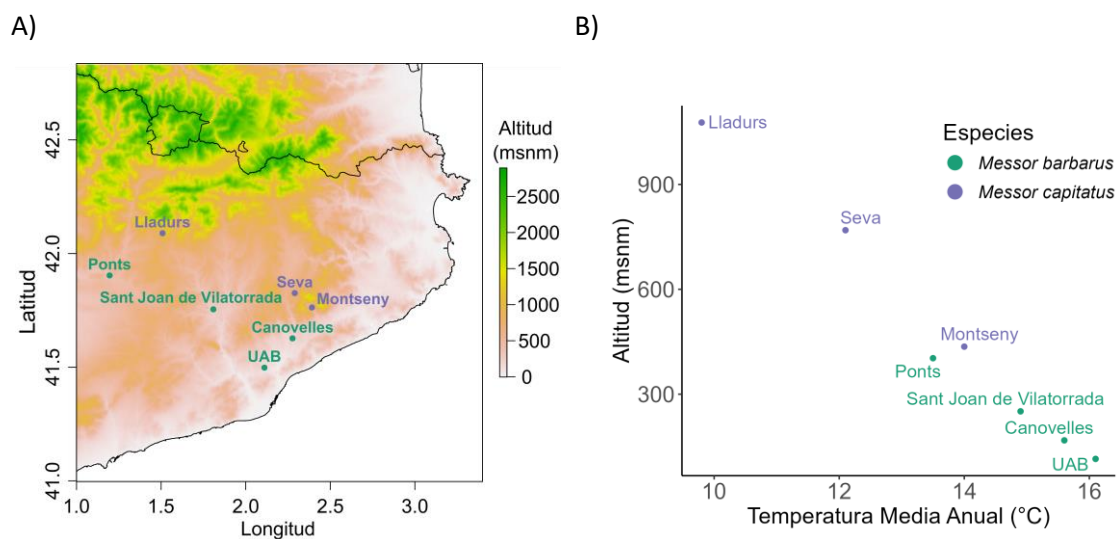 A)
Altitud
(msnm)
2500
2000
1500
1000
500
0
Latitud
42.5
42.0
41.5
41.0
Lladurs
Ponts
Sant Joan de Vilatorrada
Seva
Montseny
Canovelles
UAB
1.0 1.5 2.0 2.5 3.0
Longitud
B)
Altitud (msnm)
900
600
300
Lladurs
Especies
Messor barbarus
Messor capitatus
Seva
Montseny
Ponts
Sant Joan de Vilatorrada
Canovelles
UAB
10 12 14 16
Temperatura Media Anual (°C)